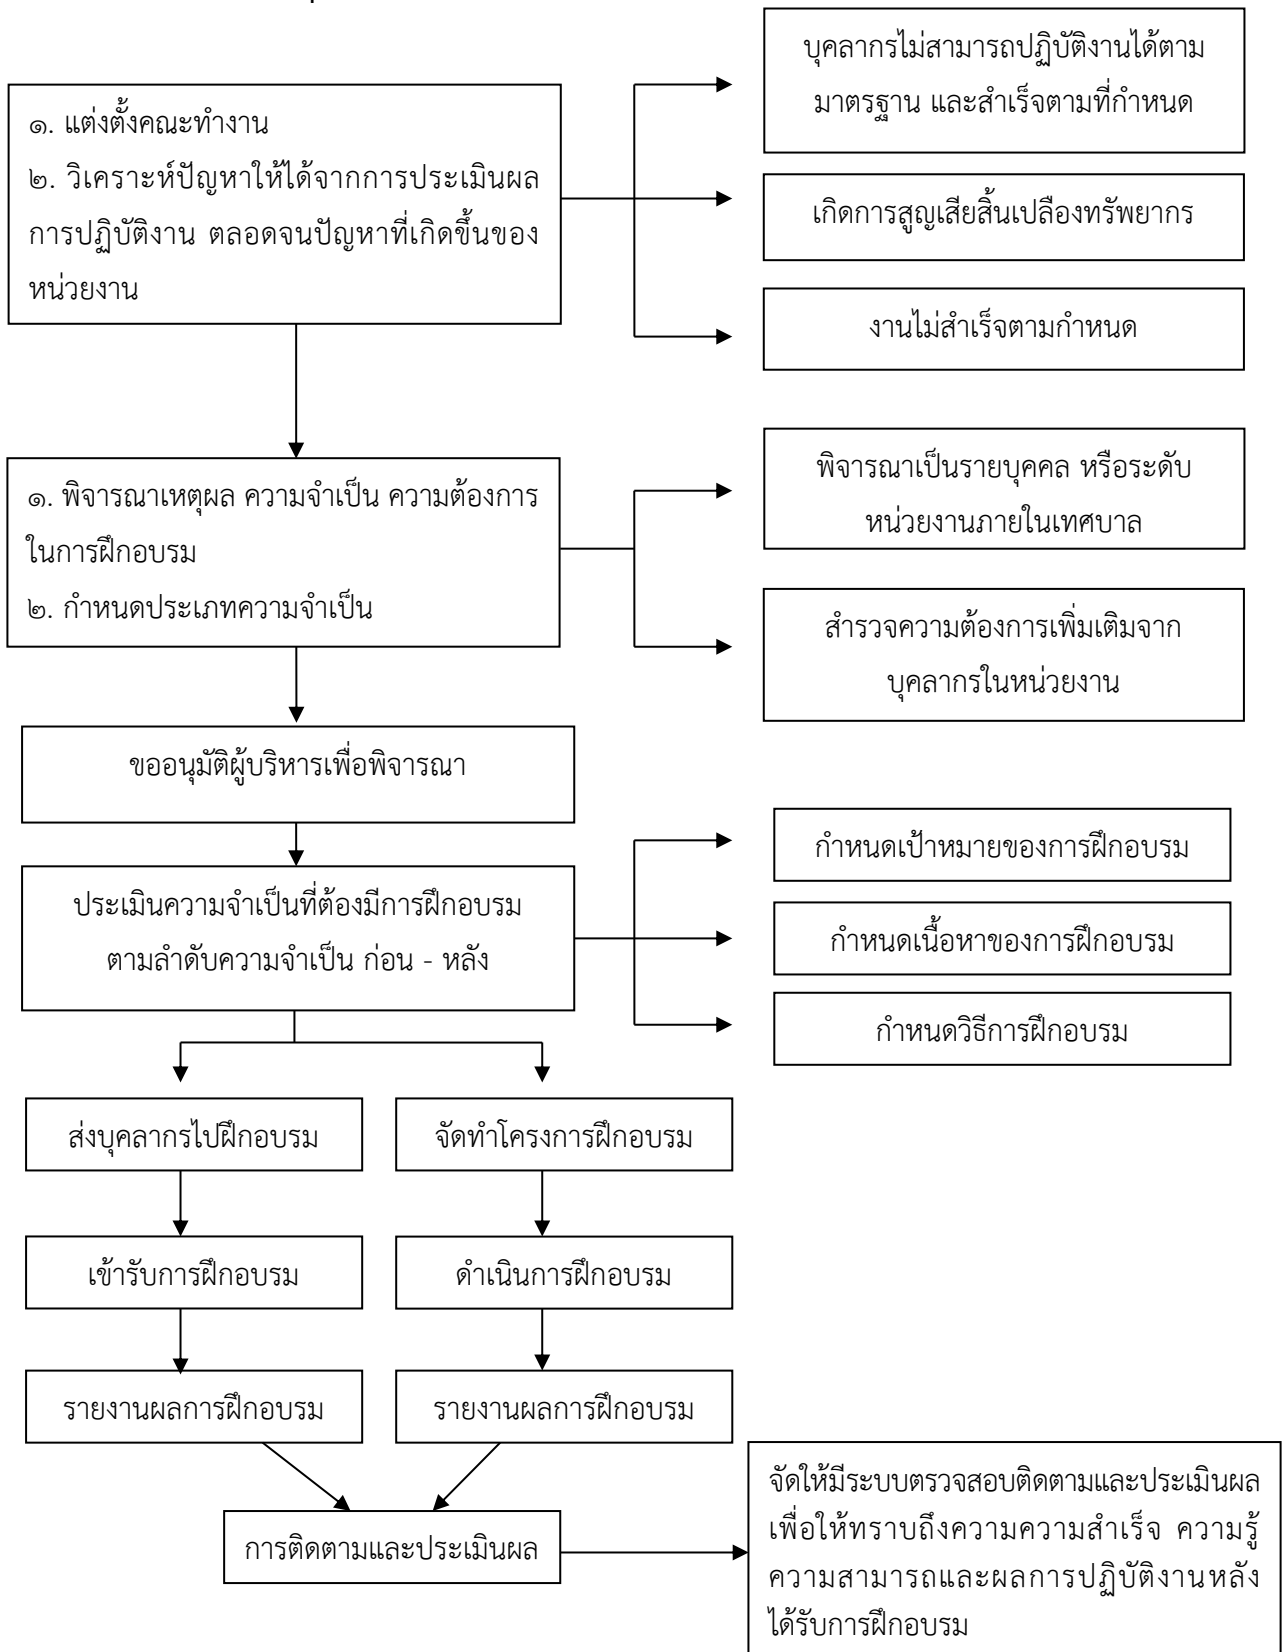 บุคลากรไม่สามารถปฏิบัติงานได้ตาม
มาตรฐาน และสำเร็จตามที่กำหนด
๑. แต่งตั้งคณะทำงาน
๒. วิเคราะห์ปัญหาให้ได้จากการประเมินผล
การปฏิบัติงาน ตลอดจนปัญหาที่เกิดขึ้นของ
หน่วยงาน
เกิดการสูญเสียสิ้นเปลืองทรัพยากร
งานไม่สำเร็จตามกำหนด
๑. พิจารณาเหตุผล ความจำเป็น ความต้องการ
ในการฝึกอบรม
๒. กำหนดประเภทความจำเป็น
พิจารณาเป็นรายบุคคล หรือระดับ
หน่วยงานภายในเทศบาล
สำรวจความต้องการเพิ่มเติมจาก
บุคลากรในหน่วยงาน
ขออนุมัติผู้บริหารเพื่อพิจารณา
ประเมินความจำเป็นที่ต้องมีการฝึกอบรม
ตามลำดับความจำเป็น ก่อน - หลัง
กำหนดเป้าหมายของการฝึกอบรม
กำหนดเนื้อหาของการฝึกอบรม
กำหนดวิธีการฝึกอบรม
ส่งบุคลากรไปฝึกอบรม
จัดทำโครงการฝึกอบรม
เข้ารับการฝึกอบรม
ดำเนินการฝึกอบรม
รายงานผลการฝึกอบรม
รายงานผลการฝึกอบรม
การติดตามและประเมินผล
จัดให้มีระบบตรวจสอบติดตามและประเมินผล
เพื่อให้ทราบถึงความความสำเร็จ ความรู้
ความสามารถและผลการปฏิบัติงานหลัง
ได้รับการฝึกอบรม